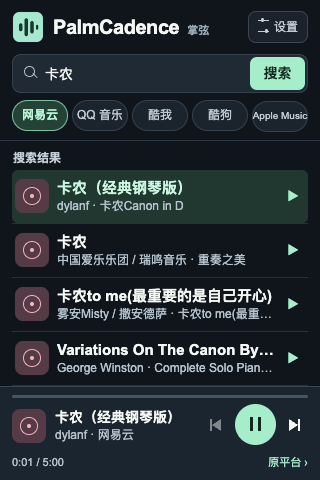 PalmCadence 掌弦 设置
卡农 搜索
网易云 QQ 音乐 酷我 酷狗 Apple Music
搜索结果
卡农（经典钢琴版）
dylanf · 卡农Canon in D
卡农
中国爱乐乐团 / 瑞鸣音乐 · 重奏之美
卡农to me(最重要的是自己开心)
雾安Misty / 撒安德萨 · 卡农to me(最重…
Variations On The Canon By…
George Winston · Complete Solo Pian…
卡农（经典钢琴版）
dylanf · 网易云
0:01 / 5:00 原平台 ›